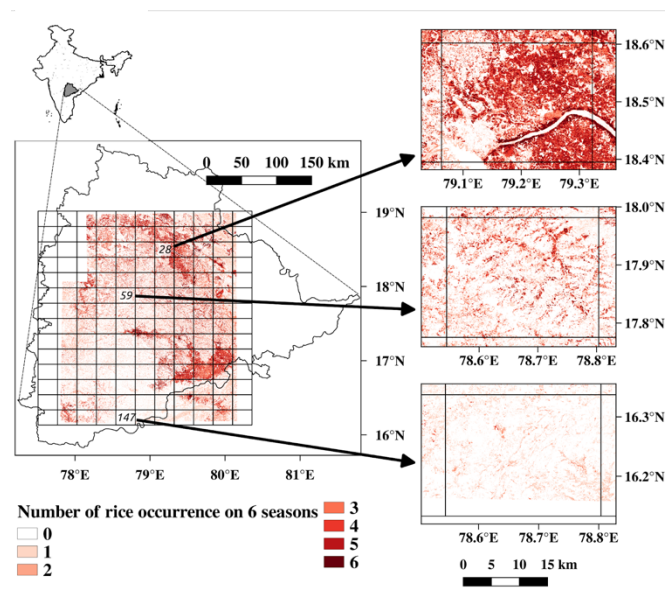 18.6°N
18.5°N
18.4°N
79.1°E 79.2°E 79.3°E
0 50 100 150 km
19°N
18°N
17°N
16°N
28
59
147
78°E 79°E 80°E 81°E
18.0°N
17.9°N
17.8°N
78.6°E 78.7°E 78.8°E
16.3°N
16.2°N
78.6°E 78.7°E 78.8°E
0 5 10 15 km
Number of rice occurrence on 6 seasons
0
1
2
3
4
5
6